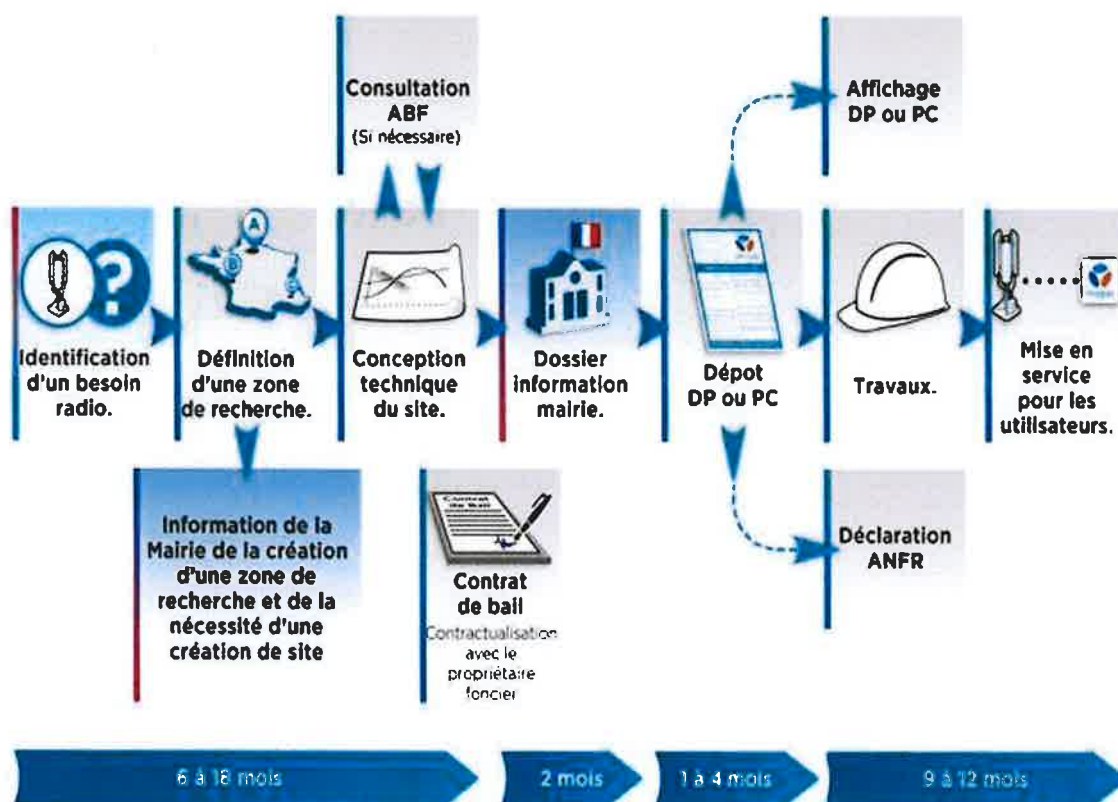 Consultation
ABF
(Si nécessaire)
Affichage
DP ou PC
A
B
Identification
d'un besoin
radio.
Définition
d'une zone
de recherche.
Conception
technique
du site.
Dossier
information
mairie.
Dépot
DP ou PC
Travaux.
Mise en
service
pour les
utilisateurs.
Information de la
Mairie de la création
d'une zone de
recherche et de la
nécessité d'une
création de site
Contrat
de Bail
Contrat
de bail
Contractualisation
avec le
propriétaire
foncier
Déclaration
ANFR
6 à 18 mois
2 mois
1 à 4 mois
9 à 12 mois